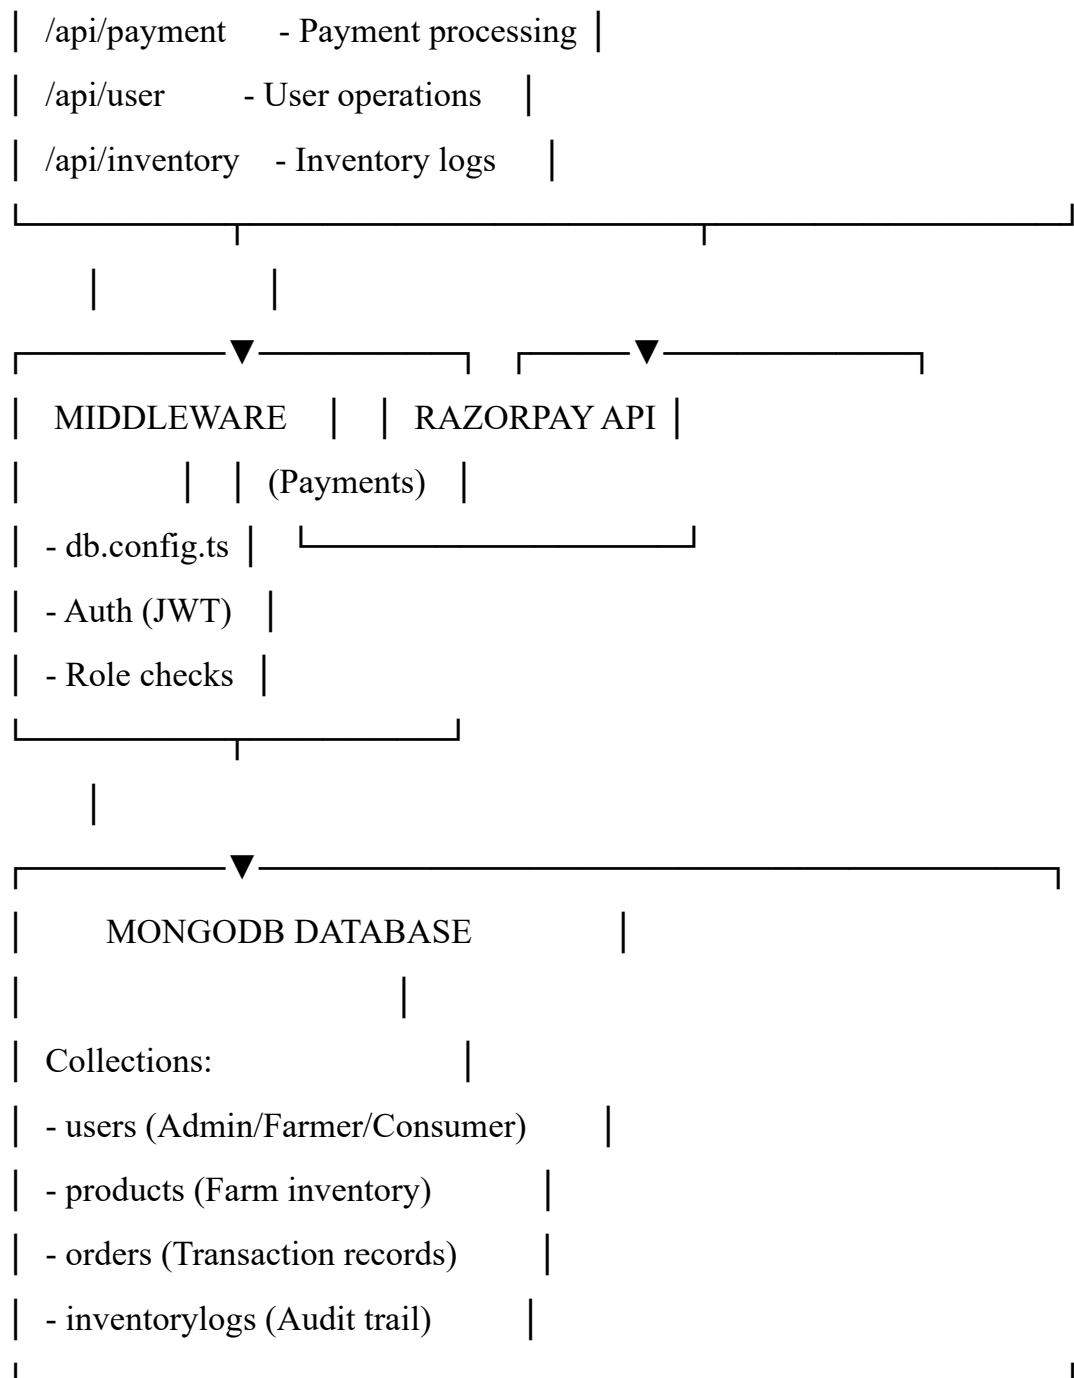 │ /api/payment - Payment processing │
│ /api/user - User operations │
│ /api/inventory - Inventory logs │
└──────────┬──────────────────────┬─────────────────┘
│ │
┌──────────▼──────────┐ ┌─────▼────────────┐
│ MIDDLEWARE │ │ RAZORPAY API │
│ │ │ (Payments) │
│ - db.config.ts │ └──────────────────┘
│ - Auth (JWT) │
│ - Role checks │
└──────────┬──────────┘
│
┌──────────▼──────────────────────────────────────┐
│ MONGODB DATABASE │
│ │
│ Collections: │
│ - users (Admin/Farmer/Consumer) │
│ - products (Farm inventory) │
│ - orders (Transaction records) │
│ - inventorylogs (Audit trail) │